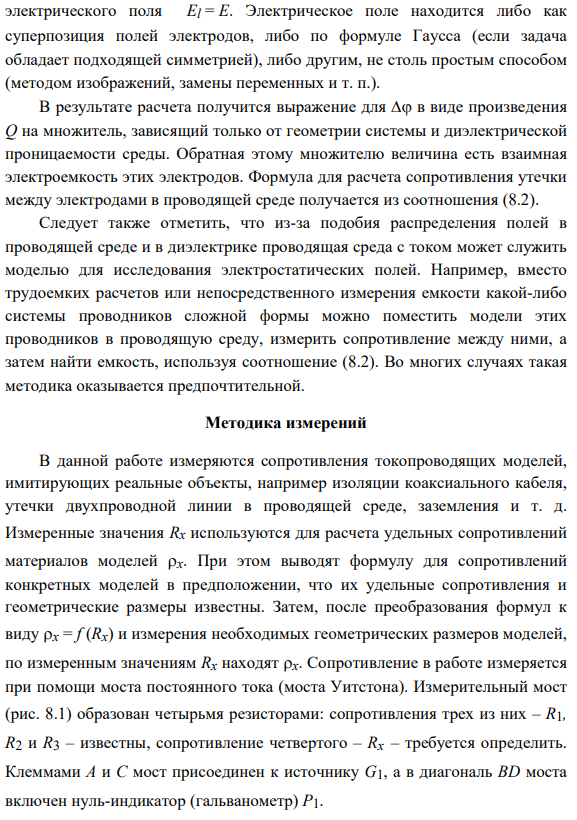 электрического поля El = E. Электрическое поле находится либо как
суперпозиция полей электродов, либо по формуле Гаусса (если задача
обладает подходящей симметрией), либо другим, не столь простым способом
(методом изображений, замены переменных и т. п.).
В результате расчета получится выражение для Δφ в виде произведения
Q на множитель, зависящий только от геометрии системы и диэлектрической
проницаемости среды. Обратная этому множителю величина есть взаимная
электроемкость этих электродов. Формула для расчета сопротивления утечки
между электродами в проводящей среде получается из соотношения (8.2).
Следует также отметить, что из-за подобия распределения полей в
проводящей среде и в диэлектрике проводящая среда с током может служить
моделью для исследования электростатических полей. Например, вместо
трудоемких расчетов или непосредственного измерения емкости какой-либо
системы проводников сложной формы можно поместить модели этих
проводников в проводящую среду, измерить сопротивление между ними, а
затем найти емкость, используя соотношение (8.2). Во многих случаях такая
методика оказывается предпочтительной.
Методика измерений
В данной работе измеряются сопротивления токопроводящих моделей,
имитирующих реальные объекты, например изоляции коаксиального кабеля,
утечки двухпроводной линии в проводящей среде, заземления и т. д.
Измеренные значения Rx используются для расчета удельных сопротивлений
материалов моделей ρx. При этом выводят формулу для сопротивлений
конкретных моделей в предположении, что их удельные сопротивления и
геометрические размеры известны. Затем, после преобразования формул к
виду ρx = f (Rx) и измерения необходимых геометрических размеров моделей,
по измеренным значениям Rx находят ρx. Сопротивление в работе измеряется
при помощи моста постоянного тока (моста Уитстона). Измерительный мост
(рис. 8.1) образован четырьмя резисторами: сопротивления трех из них – R1,
R2 и R3 – известны, сопротивление четвертого – Rx – требуется определить.
Клеммами A и C мост присоединен к источнику G1, а в диагональ BD моста
включен нуль-индикатор (гальванометр) P1.